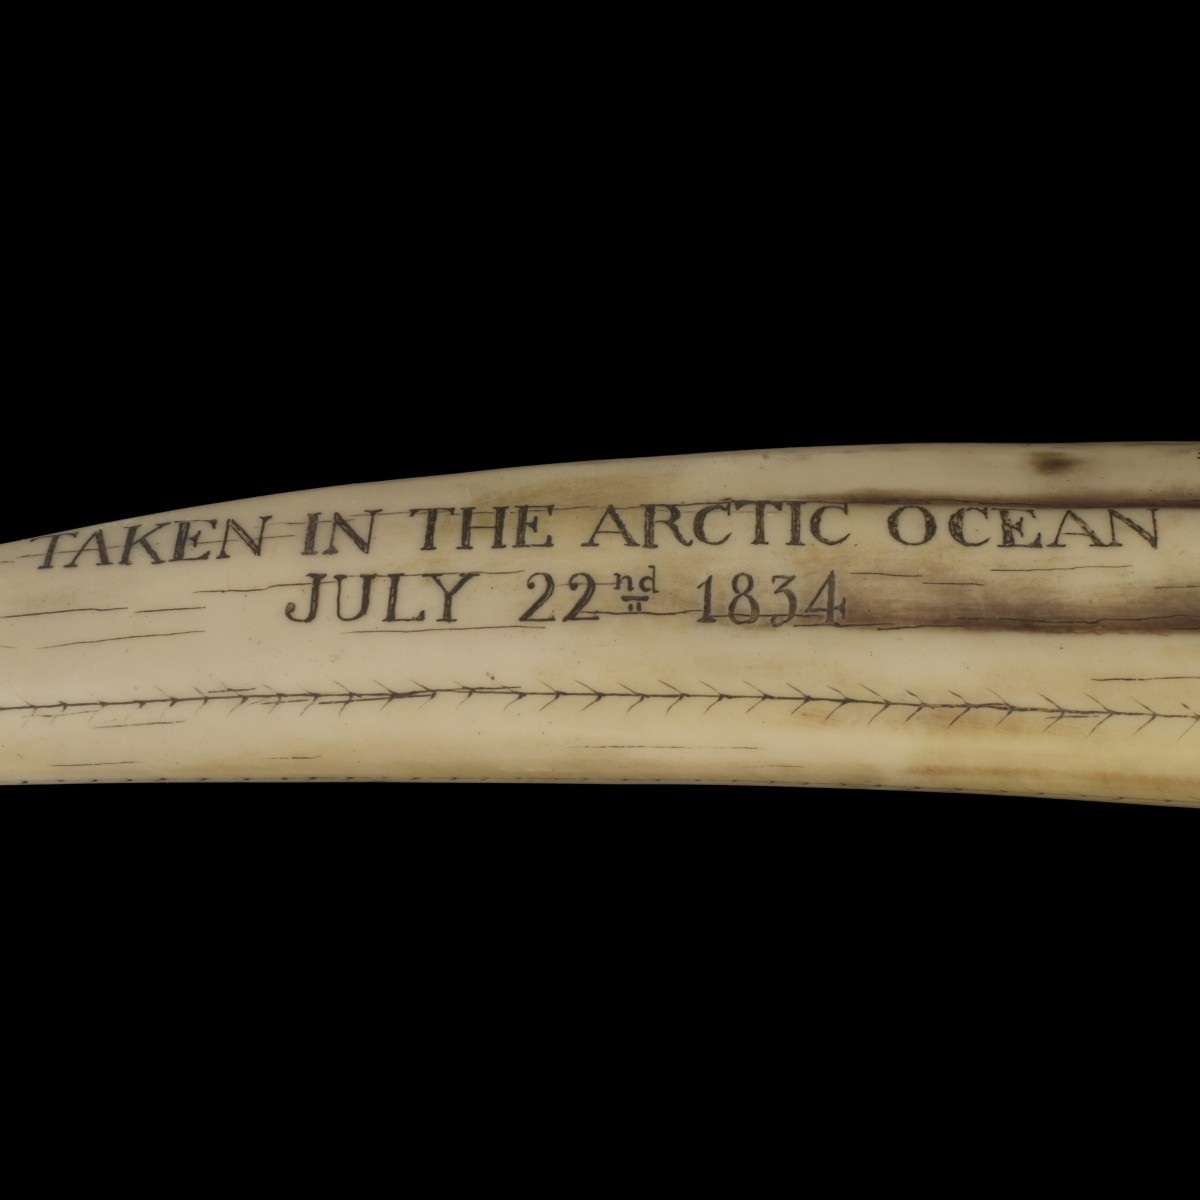 TAKEN IN THE ARCTIC OCEAN
JULY 22nd 1834